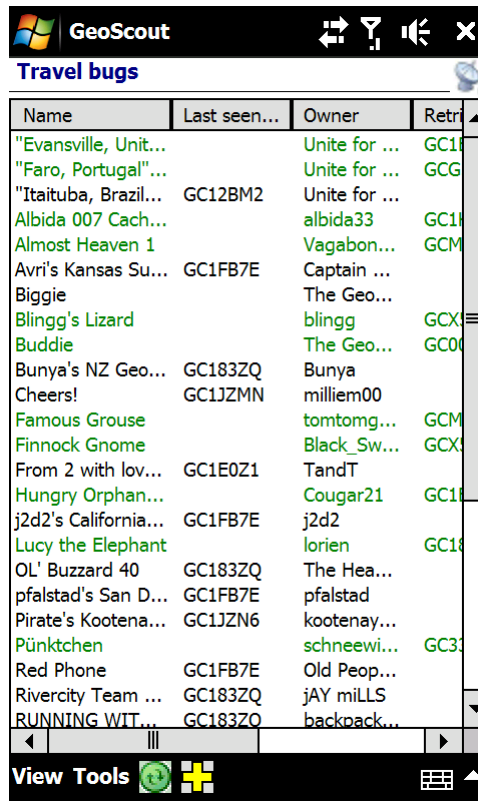 GeoScout
Travel bugs
Name Last seen... Owner Retri
"Evansville, Unit... Unite for ... GC1
"Faro, Portugal"... Unite for ... GCG
"Itaituba, Brazil... GC12BM2 Unite for ...
Albida 007 Cach... albida33 GC1
Almost Heaven 1 Vagabon... GCM
Avri's Kansas Su... GC1FB7E Captain ...
Biggie The Geo...
Blingg's Lizard blingg GCX
Buddie The Geo... GC0
Bunya's NZ Geo... GC183ZQ Bunya
Cheers! GC1JZMN milliem00
Famous Grouse tomtomg... GCM
Finnock Gnome Black_Sw... GCX
From 2 with lov... GC1E0Z1 TandT
Hungry Orphan... Cougar21 GC1
j2d2's California... GC1FB7E j2d2
Lucy the Elephant lorien GC18
OL' Buzzard 40 GC183ZQ The Hea...
pfalstad's San D... GC1FB7E pfalstad
Pirate's Kootena... GC1JZN6 kootenay...
Pünktchen schneewi... GC33
Red Phone GC1FB7E Old Peop...
Rivercity Team ... GC183ZQ jAY miLLS
RUNNING WIT... GC183ZQ backpack...
View Tools